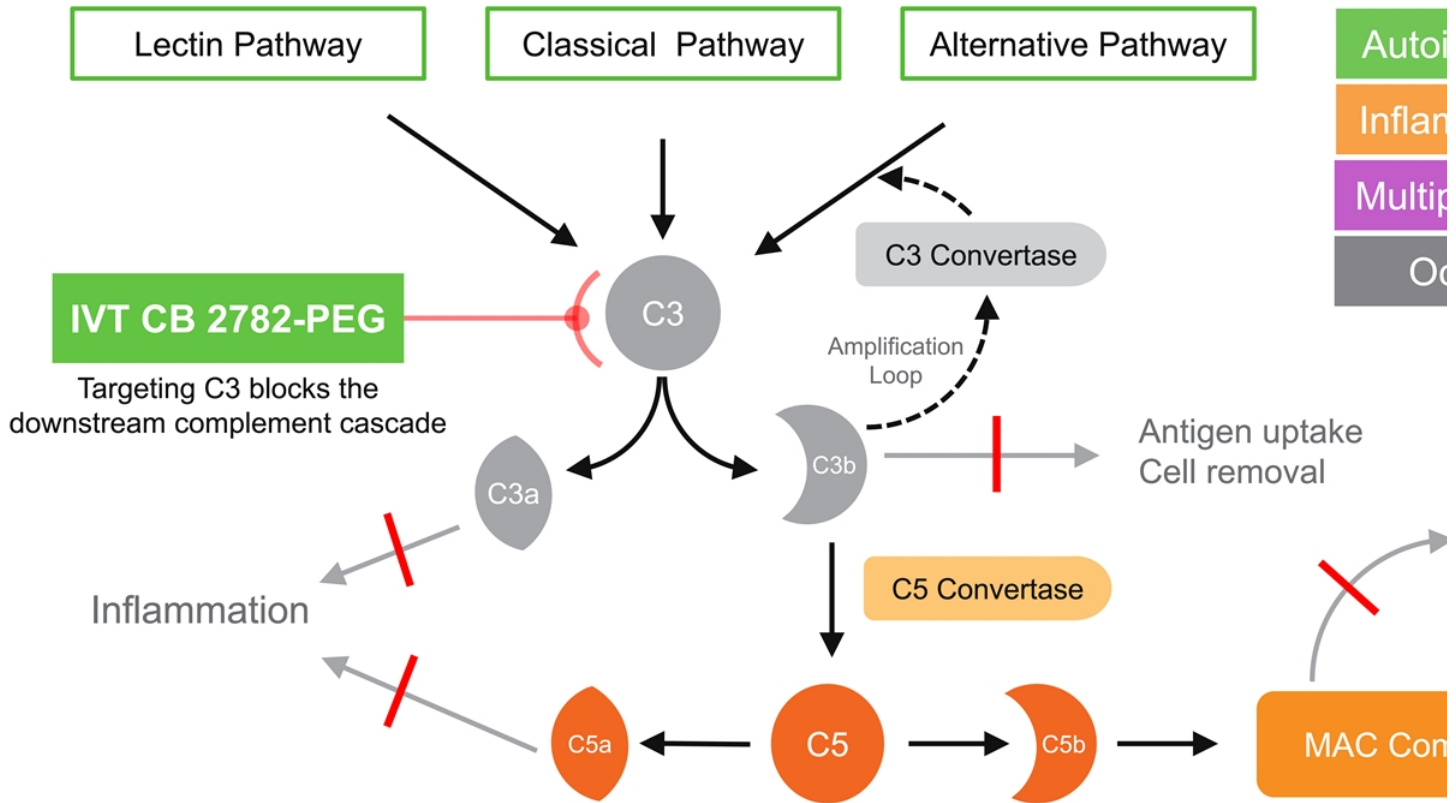 Lectin Pathway
Classical Pathway
Alternative Pathway
C3 Convertase
IVT CB 2782-PEG
C3
Targeting C3 blocks the
downstream complement cascade
Amplification
Loop
C3a
C3b
Antigen uptake
Cell removal
Inflammation
C5 Convertase
C5a
C5
C5b
MAC